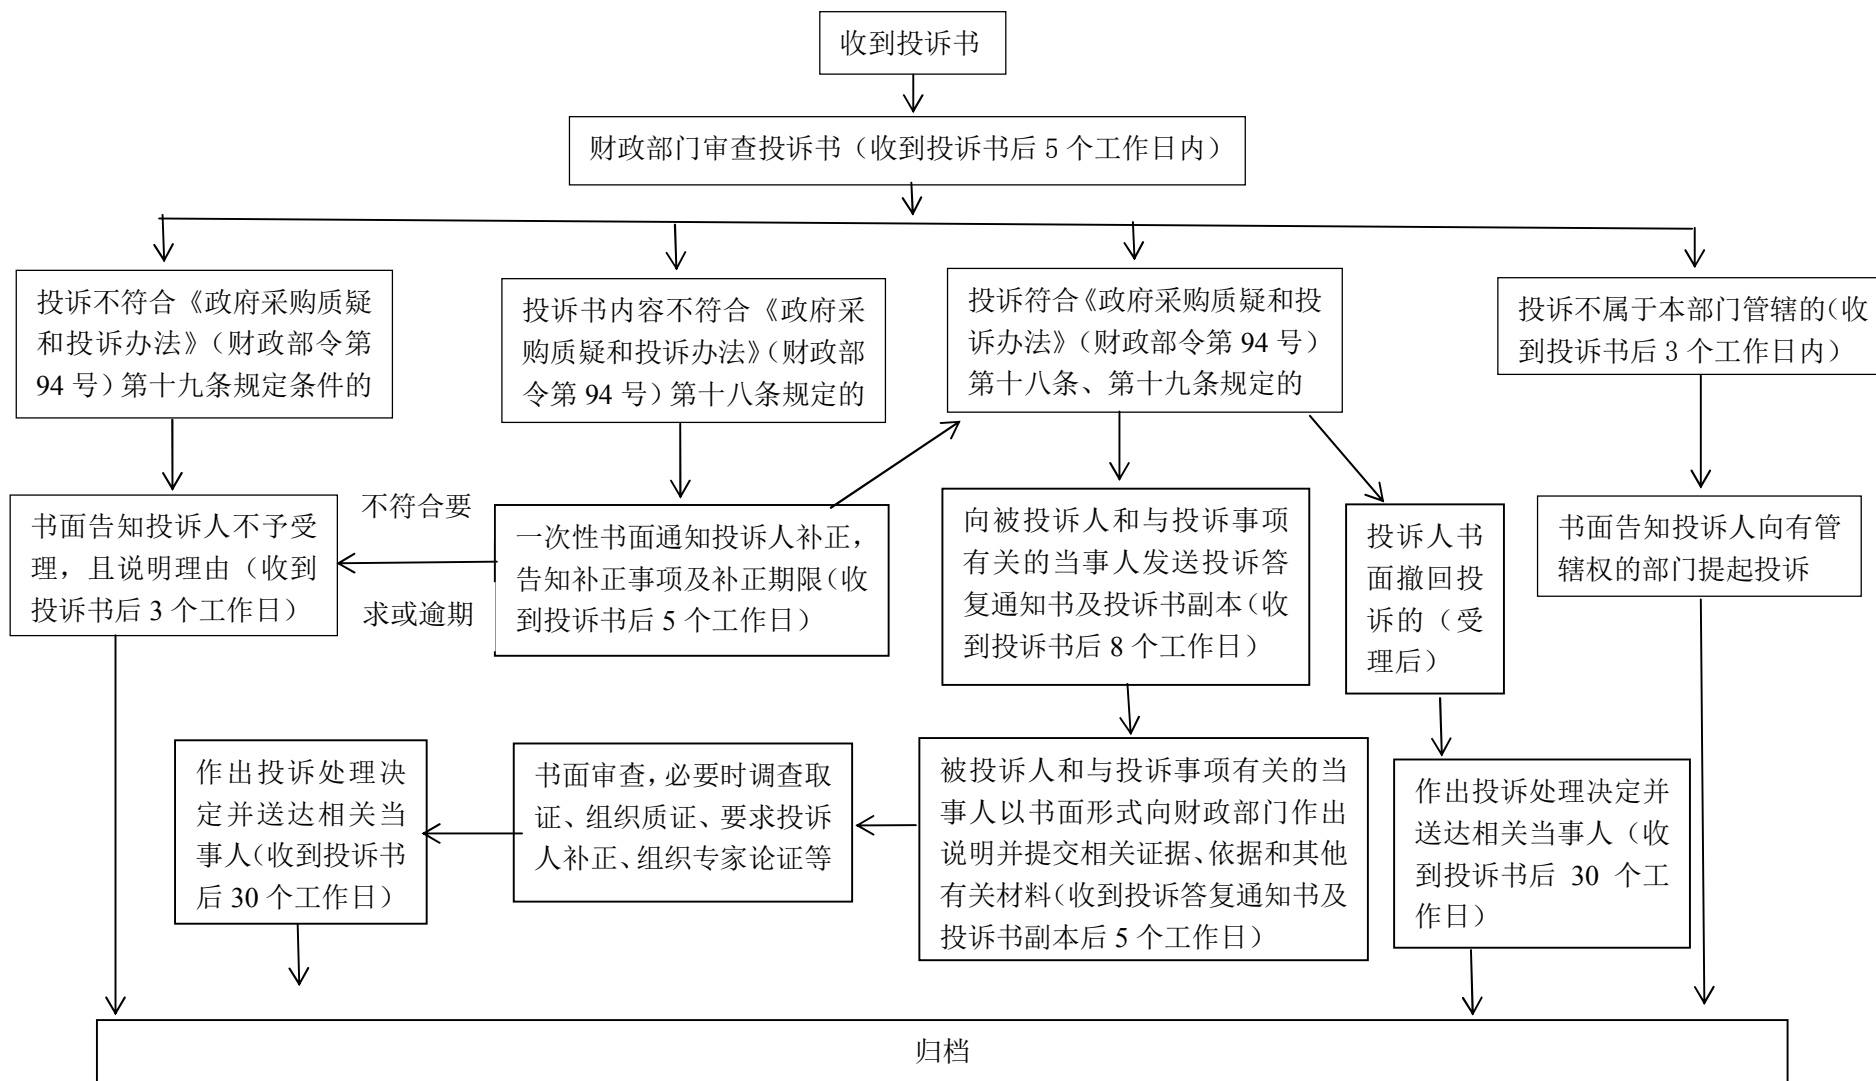 收到投诉书
财政部门审查投诉书（收到投诉书后 5 个工作日内）
投诉不符合《政府采购质疑
和投诉办法》（财政部令第
94 号）第十九条规定条件的
投诉书内容不符合《政府采
购质疑和投诉办法》（财政部
令第 94 号）第十八条规定的
投诉符合《政府采购质疑和投
诉办法》（财政部令第 94 号）
第十八条、第十九条规定的
投诉不属于本部门管辖的（收
到投诉书后 3 个工作日内）
书面告知投诉人不予受
理，且说明理由（收到
投诉书后 3 个工作日）
不符合要
求或逾期
一次性书面通知投诉人补正，
告知补正事项及补正期限（收
到投诉书后 5 个工作日）
向被投诉人和与投诉事项
有关的当事人发送投诉答
复通知书及投诉书副本（收
到投诉书后 8 个工作日）
投诉人书
面撤回投
诉的（受
理后）
书面告知投诉人向有管
辖权的部门提起投诉
作出投诉处理决
定并送达相关当
事人（收到投诉书
后 30 个工作日）
书面审查，必要时调查取
证、组织质证、要求投诉
人补正、组织专家论证等
被投诉人和与投诉事项有关的当
事人以书面形式向财政部门作出
说明并提交相关证据、依据和其他
有关材料（收到投诉答复通知书及
投诉书副本后 5 个工作日）
作出投诉处理决定并
送达相关当事人（收
到投诉书后 30 个工
作日）
归档